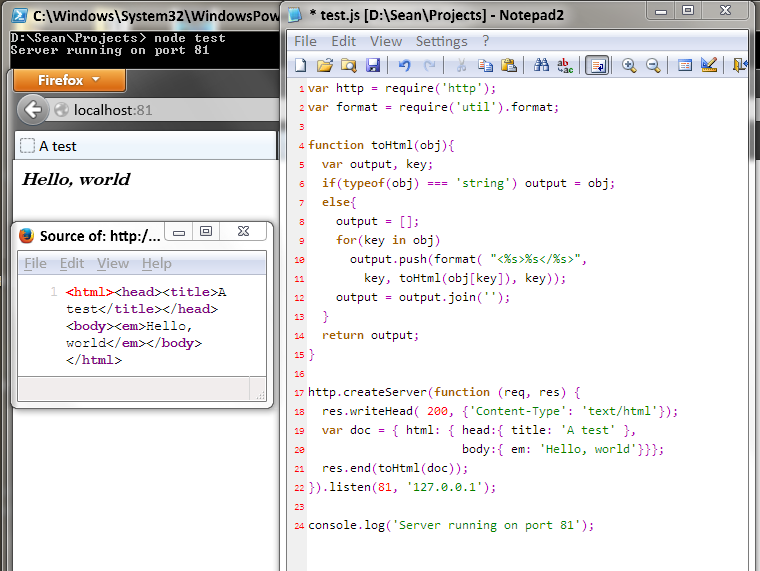 C:\Windows\System32\WindowsPow
D:\Sean\Projects> node test
Server running on port 81
Firefox
localhost:81
A test
Hello, world
Source of: http:/...
File Edit View Help
1 <html><head><title>A
test</title></head>
<body><em>Hello,
world</em></body>
</html>
* test.js [D:\Sean\Projects] - Notepad2
File Edit View Settings ?
1 var http = require('http');
2 var format = require('util').format;
3
4 function toHtml(obj){
5 var output, key;
6 if(typeof(obj) === 'string') output = obj;
7 else{
8 output = [];
9 for(key in obj)
10 output.push(format( "<%s>%s</%s>",
11 key, toHtml(obj[key]), key));
12 output = output.join('');
13 }
14 return output;
15 }
16
17 http.createServer(function (req, res) {
18 res.writeHead( 200, {'Content-Type': 'text/html'});
19 var doc = { html: { head:{ title: 'A test' },
20 body:{ em: 'Hello, world'}}};
21 res.end(toHtml(doc));
22 }).listen(81, '127.0.0.1');
23
24 console.log('Server running on port 81');